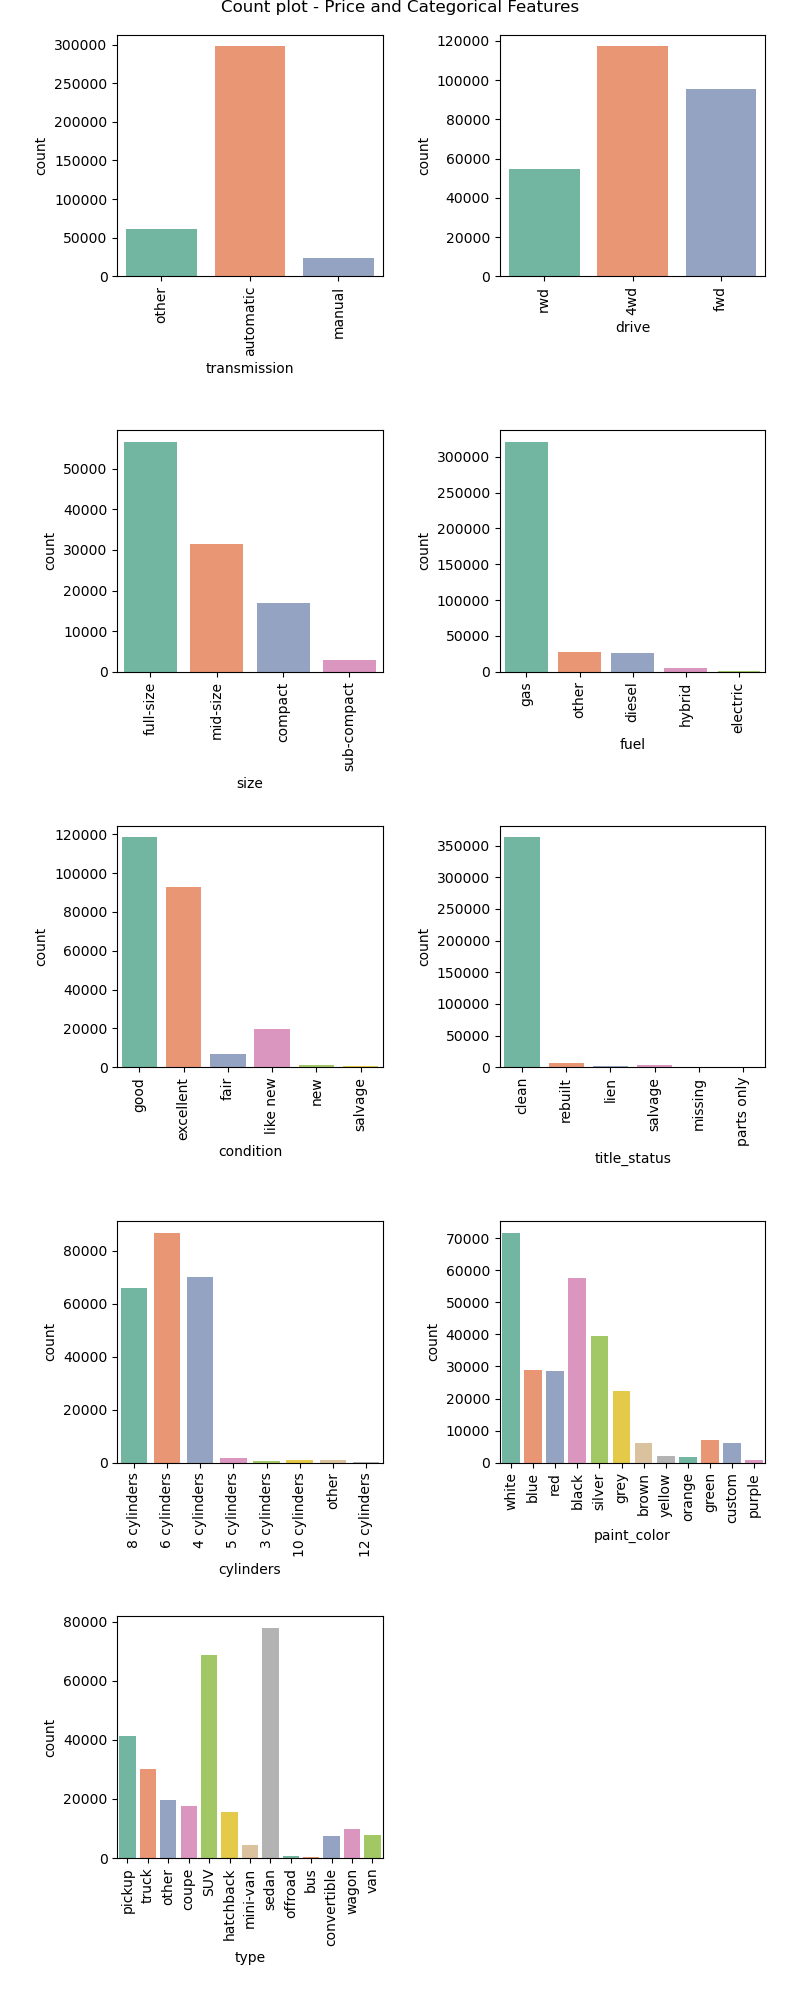 Count plot - Price and Categorical Features
300000
250000
200000
150000
100000
50000
0
count
other
automatic
manual
transmission
120000
100000
80000
60000
40000
20000
0
count
rwd
4wd
fwd
drive
50000
40000
30000
20000
10000
0
count
full-size
mid-size
compact
sub-compact
size
300000
250000
200000
150000
100000
50000
0
count
gas
other
diesel
hybrid
electric
fuel
120000
100000
80000
60000
40000
20000
0
count
good
excellent
fair
like new
new
salvage
condition
350000
300000
250000
200000
150000
100000
50000
0
count
clean
rebuilt
lien
salvage
missing
parts only
title_status
80000
60000
40000
20000
0
count
8 cylinders
6 cylinders
4 cylinders
5 cylinders
3 cylinders
10 cylinders
other
12 cylinders
cylinders
70000
60000
50000
40000
30000
20000
10000
0
count
white
blue
red
black
silver
grey
brown
yellow
orange
green
custom
purple
paint_color
80000
60000
40000
20000
0
count
pickup
truck
other
coupe
SUV
hatchback
mini-van
sedan
offroad
bus
convertible
wagon
van
type